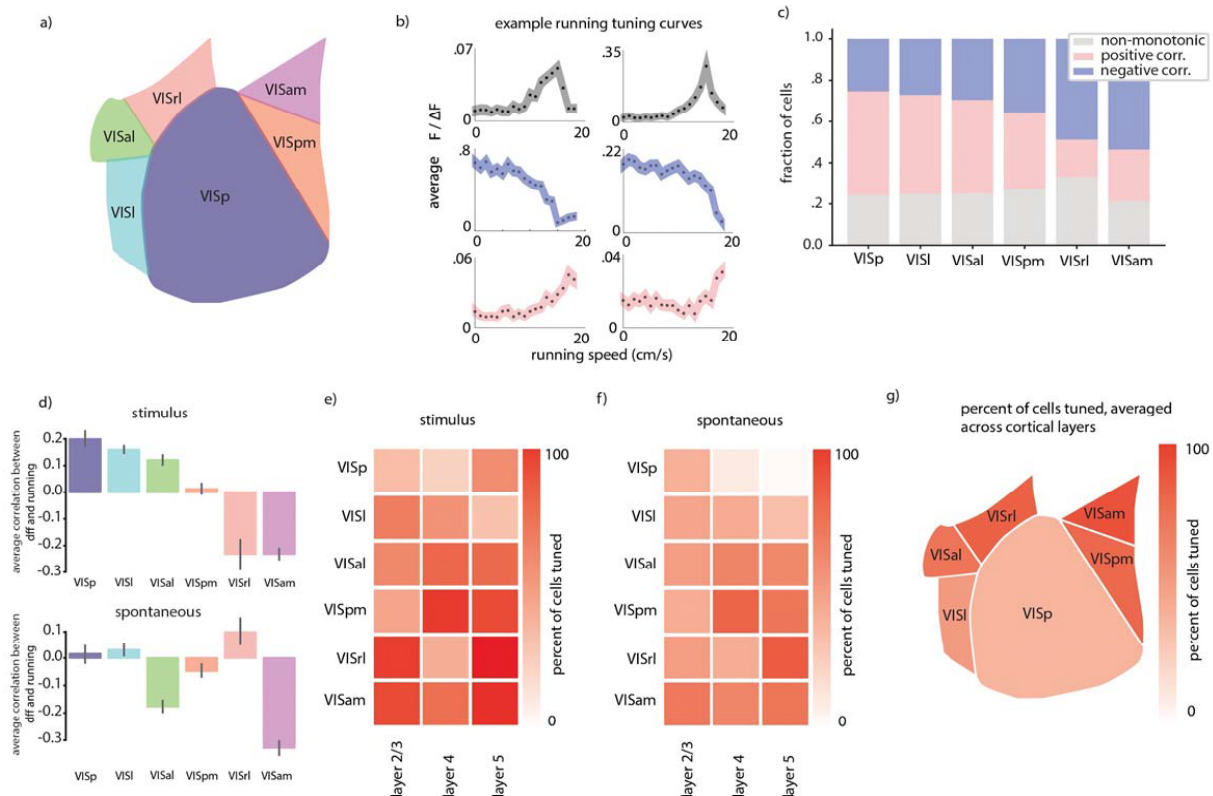 a)
VISam
VISrl
VISal
VISpm
VISp
VISl
b)
example running tuning curves
F / ΔF
average
.07
0
0
20
.35
0
0
20
.8
0
0
20
.22
0
0
20
.06
0
0
20
.04
0
0
20
running speed (cm/s)
c)
fraction of cells
1.0
.8
.6
.4
.2
0.0
non-monotonic
positive corr.
negative corr.
VISp VISl VISal VISpm VISrl VISam
d)
stimulus
average correlation between
dff and running
0.2
0.1
0.0
-0.1
-0.2
-0.3
VISp VISl VISal VISpm VISrl VISam
spontaneous
average correlation between
dff and running
0.1
0.0
-0.1
-0.2
-0.3
VISp VISl VISal VISpm VISrl VISam
e)
stimulus
VISp
VISl
VISal
VISpm
VISrl
VISam
layer 2/3
layer 4
layer 5
100
percent of cells tuned
0
f)
spontaneous
VISp
VISl
VISal
VISpm
VISrl
VISam
layer 2/3
layer 4
layer 5
100
percent of cells tuned
0
g)
percent of cells tuned, averaged
across cortical layers
VISrl
VISam
VISal
VISpm
VISl
VISp
100
percent of cells tuned
0